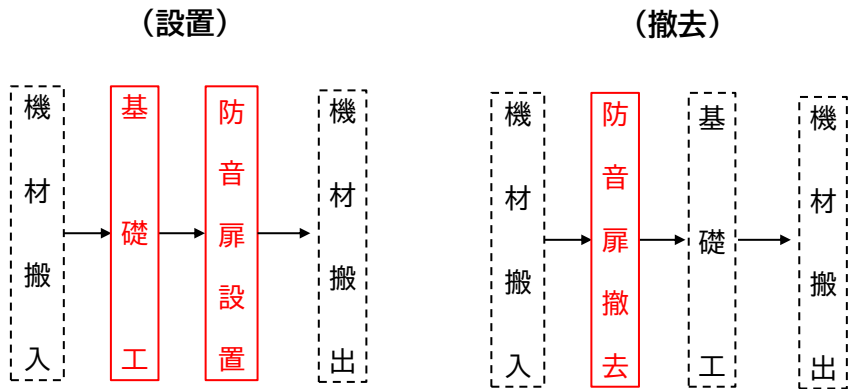 (設置)
機材搬入
基礎工
防音扉設置
機材搬出
(撤去)
機材搬入
防音扉撤去
基礎工
機材搬出